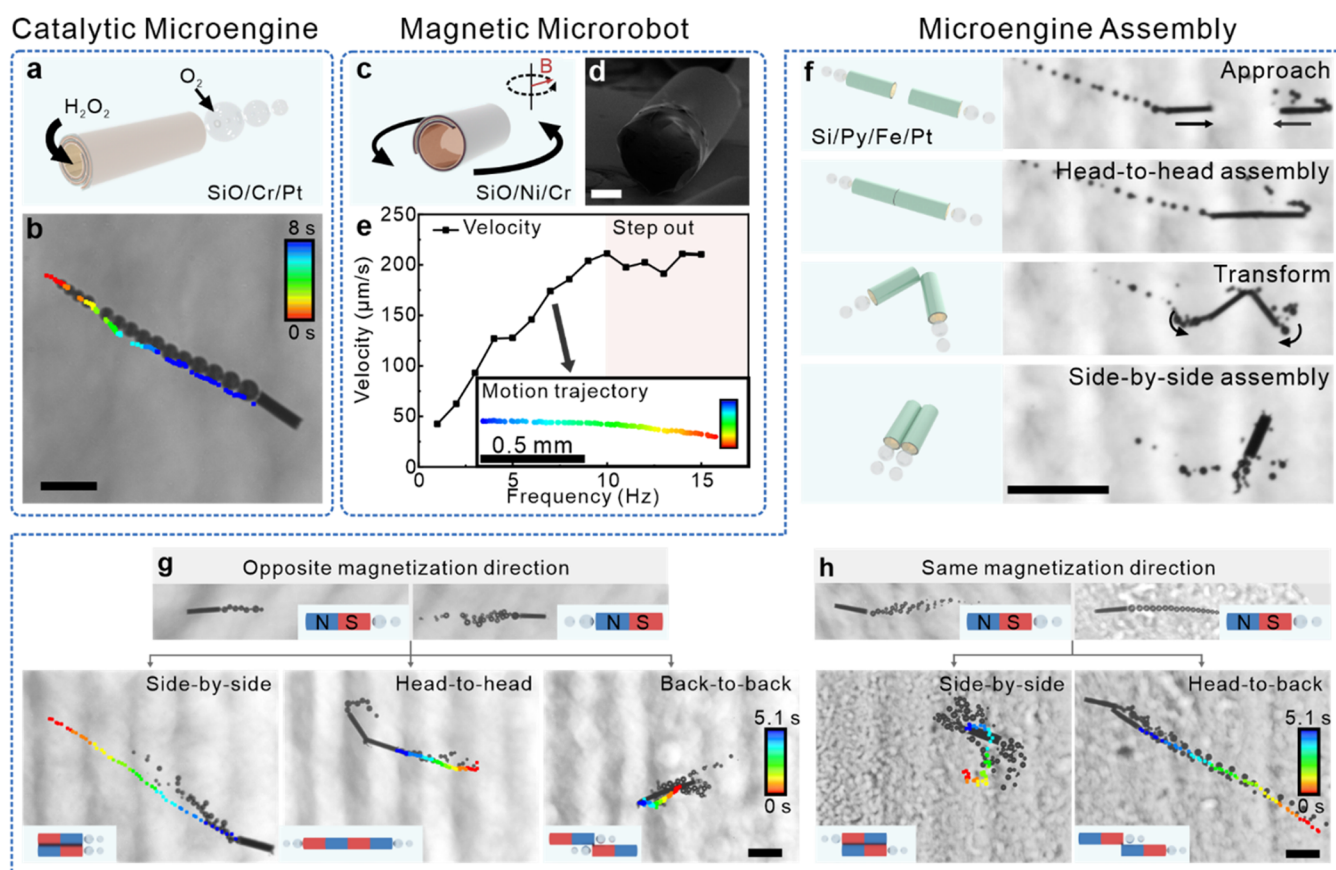 Catalytic Microengine
Magnetic Microrobot
Microengine Assembly
a
O2
H2O2
SiO/Cr/Pt
b
8 s
0 s
c
B
SiO/Ni/Cr
d
e
250
200
150
100
50
0
Velocity (μm/s)
Velocity
Step out
Motion trajectory
0.5 mm
0
5
10
15
Frequency (Hz)
f
Si/Py/Fe/Pt
Approach
Head-to-head assembly
Transform
Side-by-side assembly
g
Opposite magnetization direction
N S
N S
Side-by-side
Head-to-head
Back-to-back
5.1 s
0 s
h
Same magnetization direction
N S
N S
Side-by-side
Head-to-back
5.1 s
0 s